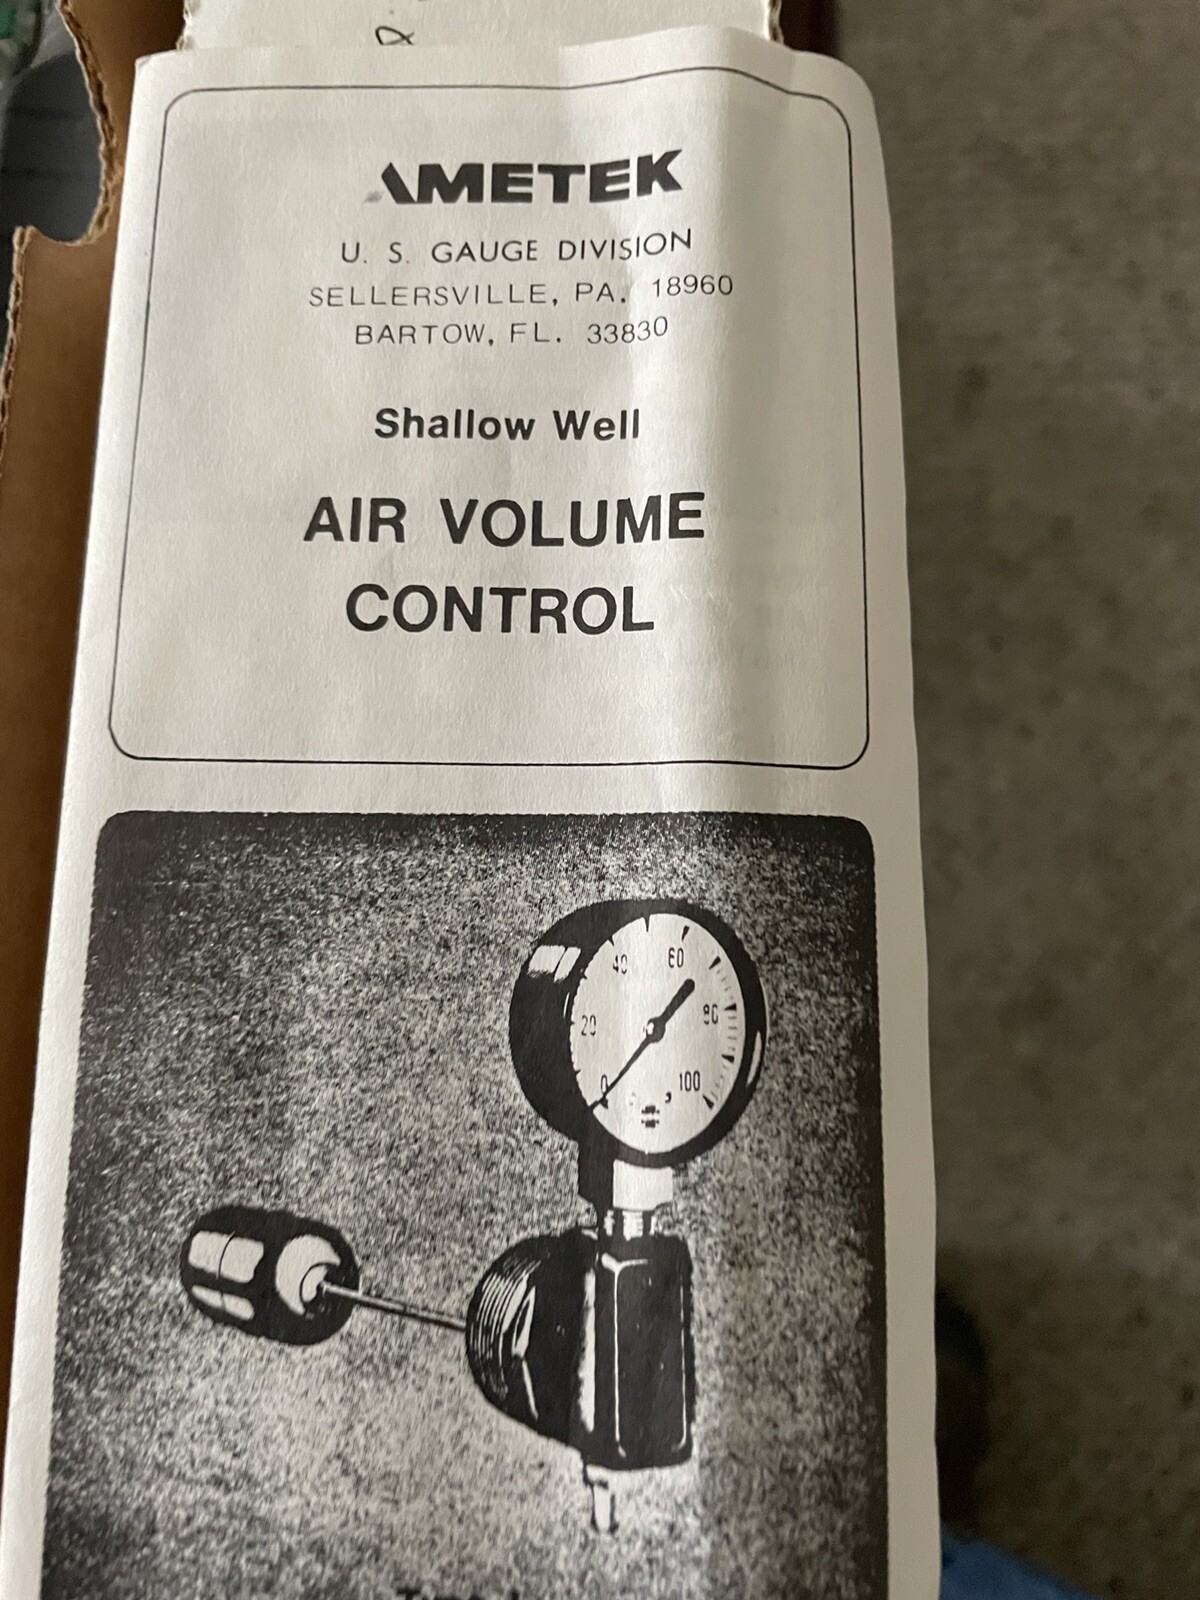 AMETEK
U. S. GAUGE DIVISION
SELLERSVILLE, PA. 18960
BARTOW, FL. 33830
Shallow Well
AIR VOLUME
CONTROL
40 60
20 80
0 100